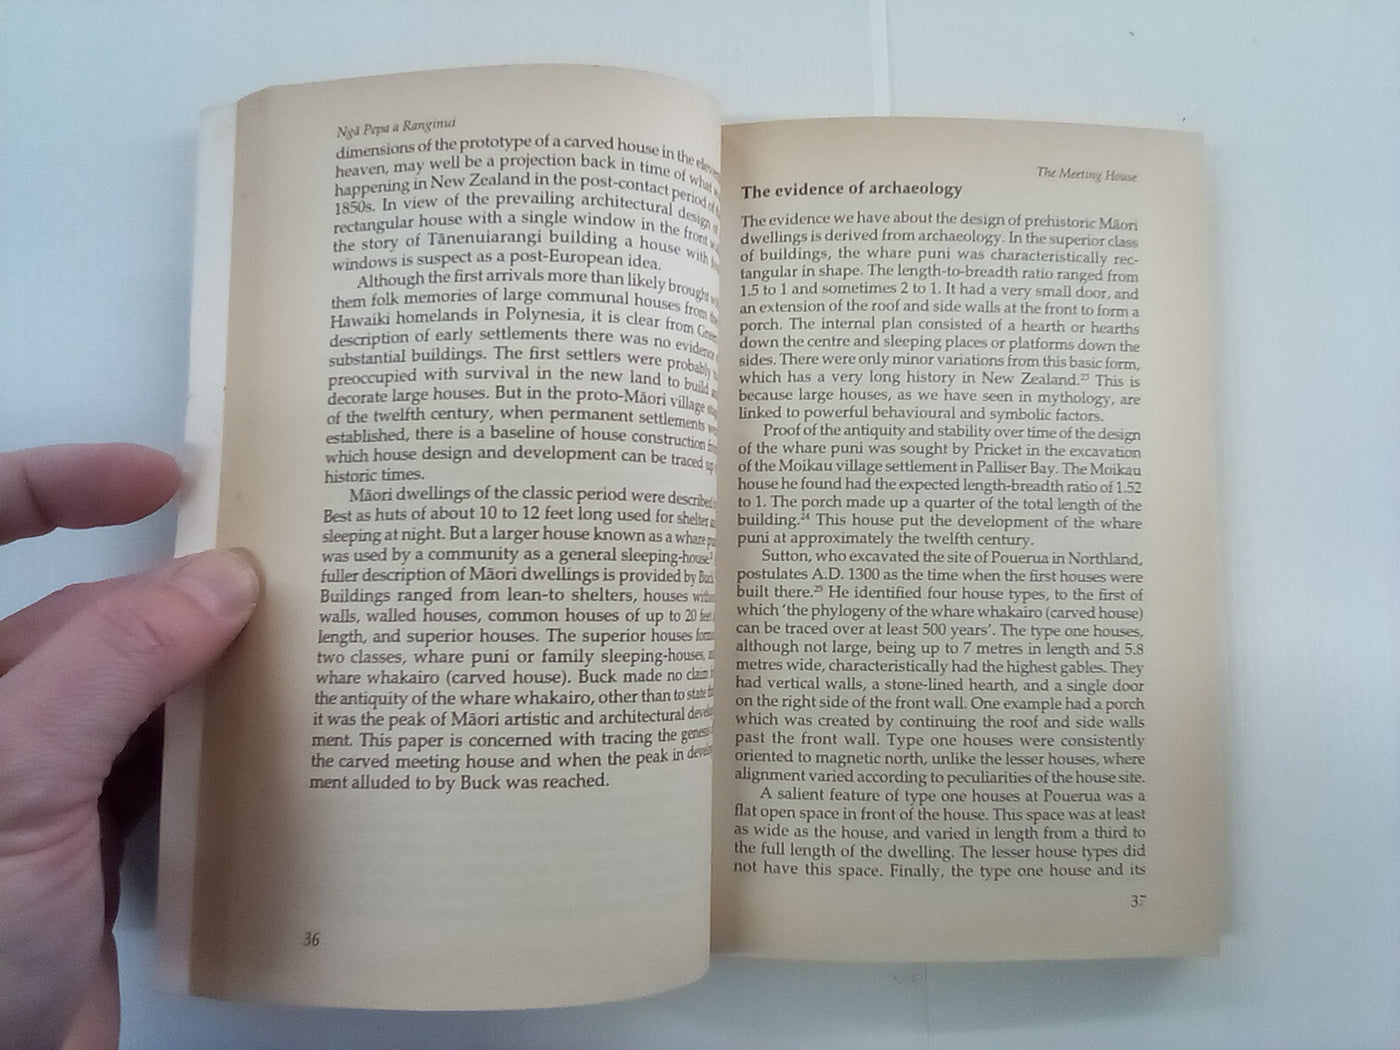 Ngā Pepa a Ranginui
dimensions of the prototype of a carved house in the
heaven, may well be a projection back in time of what
happening in New Zealand in the post-contact period
1850s. In view of the prevailing architectural design
rectangular house with a single window in the front
the story of Tānenuiarangi building a house with
windows is suspect as a post-European idea.
Although the first arrivals more than likely brought
them folk memories of large communal houses from
Hawaiki homelands in Polynesia, it is clear from
description of early settlements there was no evidence
substantial buildings. The first settlers were probably
preoccupied with survival in the new land to build
decorate large houses. But in the proto-Māori village
of the twelfth century, when permanent settlements
established, there is a baseline of house construction
which house design and development can be traced
historic times.
Māori dwellings of the classic period were described
Best as huts of about 10 to 12 feet long used for shelter
sleeping at night. But a larger house known as a whare
was used by a community as a general sleeping-house.
fuller description of Māori dwellings is provided by
Buildings ranged from lean-to shelters, houses
walls, walled houses, common houses of up to 20
length, and superior houses. The superior houses
two classes, whare puni or family sleeping-houses,
whare whakairo (carved house). Buck made no claim
the antiquity of the whare whakairo, other than to state
it was the peak of Māori artistic and architectural
ment. This paper is concerned with tracing the
the carved meeting house and when the peak in
ment alluded to by Buck was reached.
36
The Meeting House
The evidence of archaeology
The evidence we have about the design of prehistoric Māori
dwellings is derived from archaeology. In the superior class
of buildings, the whare puni was characteristically rec-
tangular in shape. The length-to-breadth ratio ranged from
1.5 to 1 and sometimes 2 to 1. It had a very small door, and
an extension of the roof and side walls at the front to form a
porch. The internal plan consisted of a hearth or hearths
down the centre and sleeping places or platforms down the
sides. There were only minor variations from this basic form,
which has a very long history in New Zealand.²³ This is
because large houses, as we have seen in mythology, are
linked to powerful behavioural and symbolic factors.
Proof of the antiquity and stability over time of the design
of the whare puni was sought by Pricket in the excavation
of the Moikau village settlement in Palliser Bay. The Moikau
house he found had the expected length-breadth ratio of 1.52
to 1. The porch made up a quarter of the total length of the
building.²⁴ This house put the development of the whare
puni at approximately the twelfth century.
Sutton, who excavated the site of Pouerua in Northland,
postulates A.D. 1300 as the time when the first houses were
built there.²⁵ He identified four house types, to the first of
which 'the phylogeny of the whare whakairo (carved house)
can be traced over at least 500 years'. The type one houses,
although not large, being up to 7 metres in length and 5.8
metres wide, characteristically had the highest gables. They
had vertical walls, a stone-lined hearth, and a single door
on the right side of the front wall. One example had a porch
which was created by continuing the roof and side walls
past the front wall. Type one houses were consistently
oriented to magnetic north, unlike the lesser houses, where
alignment varied according to peculiarities of the house site.
A salient feature of type one houses at Pouerua was a
flat open space in front of the house. This space was at least
as wide as the house, and varied in length from a third to
the full length of the dwelling. The lesser house types did
not have this space. Finally, the type one house and its
37